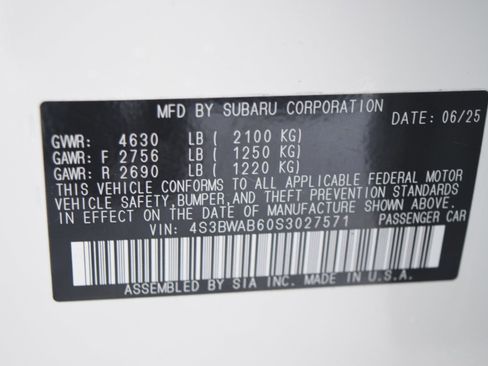 MFD BY SUBARU CORPORATION DATE: 06/25
GVWR: 4630 LB ( 2100 KG)
GAWR: F 2756 LB ( 1250 KG)
GAWR: R 2690 LB ( 1220 KG)
THIS VEHICLE CONFORMS TO ALL APPLICABLE FEDERAL MOTOR
VEHICLE SAFETY,BUMPER,AND THEFT PREVENTION STANDARDS
IN EFFECT ON THE DATE OF MANUFACTURE SHOWN ABOVE.
VIN: 4S3BWAB60S3027571 PASSENGER CAR
ASSEMBLED BY SIA INC. MADE IN U.S.A.